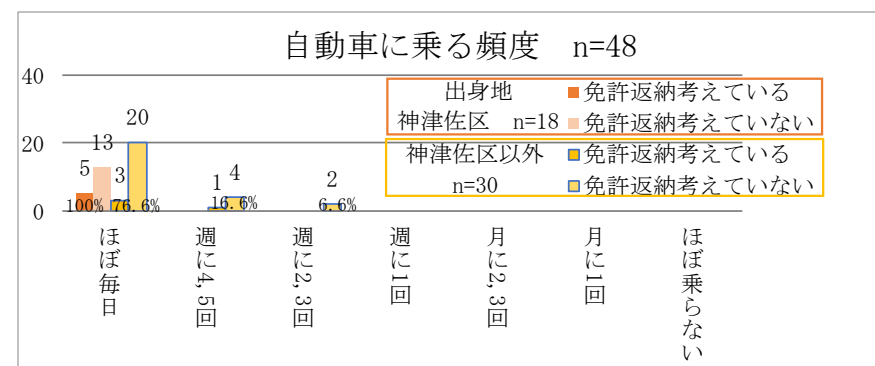 自動車に乗る頻度 n=48
40
20
0
出身地
神津佐区 n=18
免許返納考えている
免許返納考えていない
神津佐区以外
n=30
免許返納考えている
免許返納考えていない
5
13
3
20
1
4
2
100%
76.6%
16.6%
6.6%
ほぼ毎日
週に4,5回
週に2,3回
週に1回
月に2,3回
月に1回
ほぼ乗らない